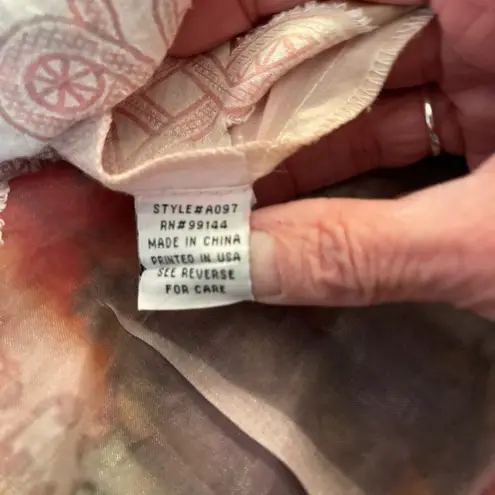 STYLE#A097
RN#99144
MADE IN CHINA
PRINTED IN USA
SEE REVERSE
FOR CARE